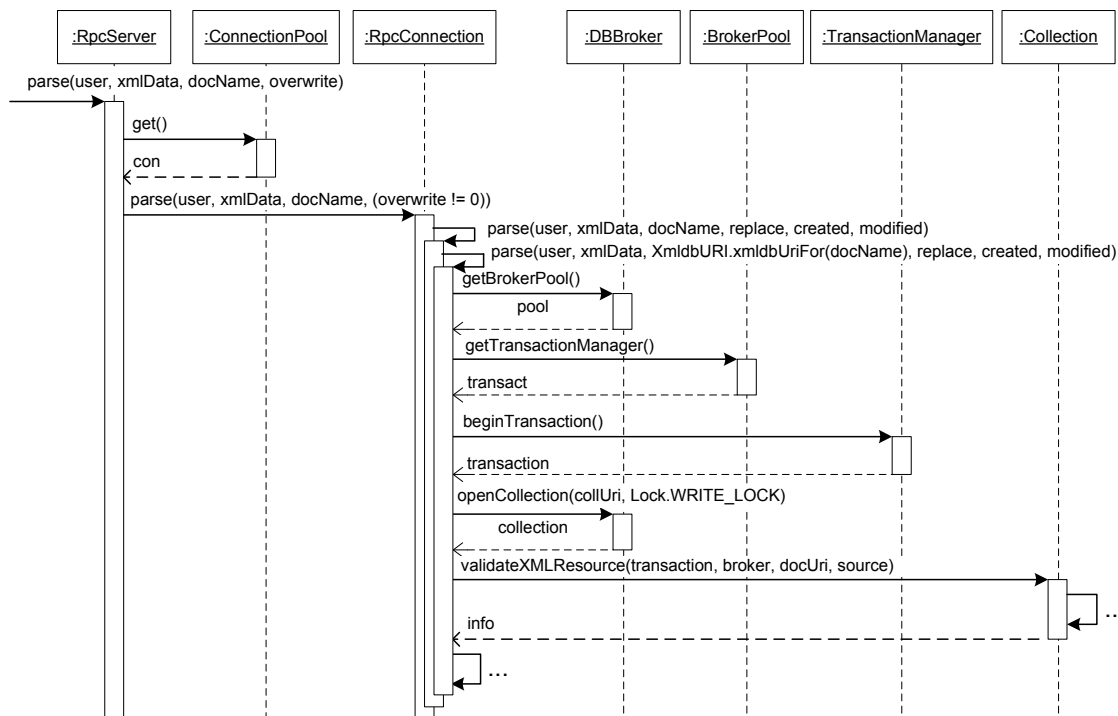 :RpcServer
:ConnectionPool
:RpcConnection
:DBBroker
:BrokerPool
:TransactionManager
:Collection
parse(user, xmlData, docName, overwrite)
get()
con
parse(user, xmlData, docName, (overwrite != 0))
parse(user, xmlData, docName, replace, created, modified)
parse(user, xmlData, XmldbURI.xmldbUriFor(docName), replace, created, modified)
getBrokerPool()
pool
getTransactionManager()
transact
beginTransaction()
transaction
openCollection(collUri, Lock.WRITE_LOCK)
collection
validateXMLResource(transaction, broker, docUri, source)
...
info
...